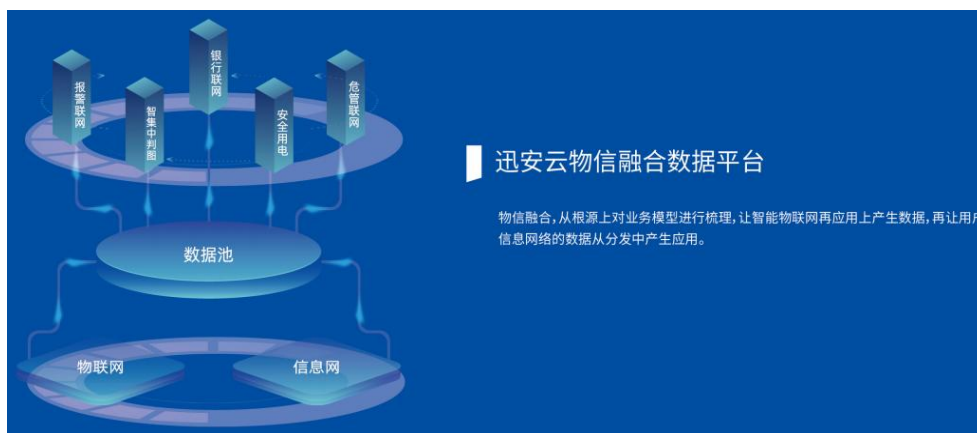 银行联网
报警联网
危管联网
智集中判图
安全用电
迅安云物信融合数据平台
物信融合，从根源上对业务模型进行梳理，让智能物联网再应用上产生数据，再让用户
信息网络的数据从分发中产生应用。
数据池
物联网
信息网